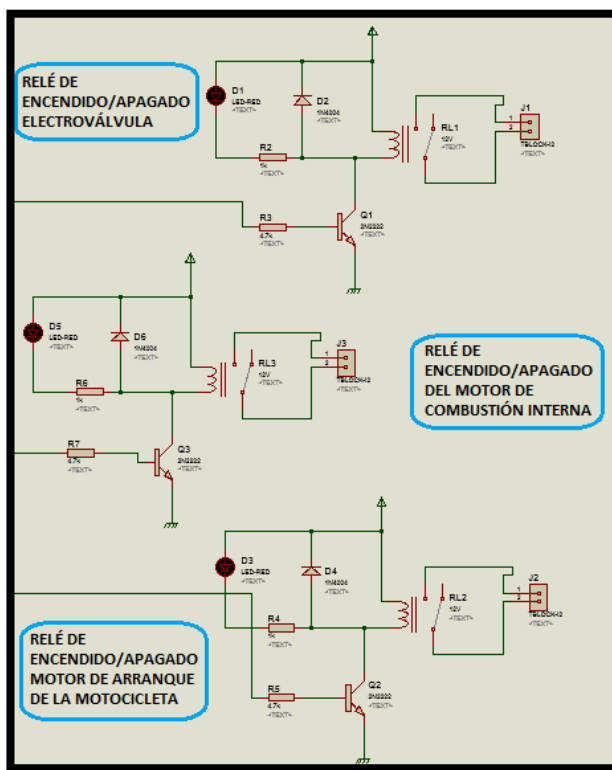 RELÉ DE
ENCENDIDO/APAGADO
ELECTROVÁLVULA
D1
LED-RED
<TEXT>
D2
1N4004
<TEXT>
R2
1k
<TEXT>
RL1
12V
<TEXT>
J1
1
2
TBLOCK-I2
<TEXT>
R3
4.7k
<TEXT>
Q1
2N2222
<TEXT>
D5
LED-RED
<TEXT>
D6
1N4004
<TEXT>
R6
1k
<TEXT>
RL3
12V
<TEXT>
J3
1
2
TBLOCK-I2
<TEXT>
R7
4.7k
<TEXT>
Q3
2N2222
<TEXT>
RELÉ DE
ENCENDIDO/APAGADO
DEL MOTOR DE
COMBUSTIÓN INTERNA
D3
LED-RED
<TEXT>
D4
1N4004
<TEXT>
R4
1k
<TEXT>
RL2
12V
<TEXT>
J2
1
2
TBLOCK-I2
<TEXT>
R5
4.7k
<TEXT>
Q2
2N2222
<TEXT>
RELÉ DE
ENCENDIDO/APAGADO
MOTOR DE ARRANQUE
DE LA MOTOCICLETA